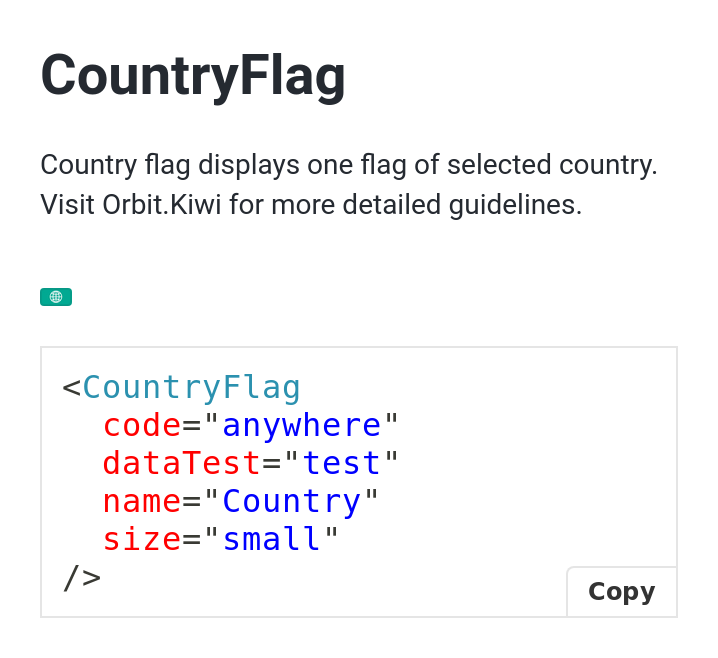 CountryFlag
Country flag displays one flag of selected country.
Visit Orbit.Kiwi for more detailed guidelines.
<CountryFlag
  code="anywhere"
  dataTest="test"
  name="Country"
  size="small"
/>
Copy